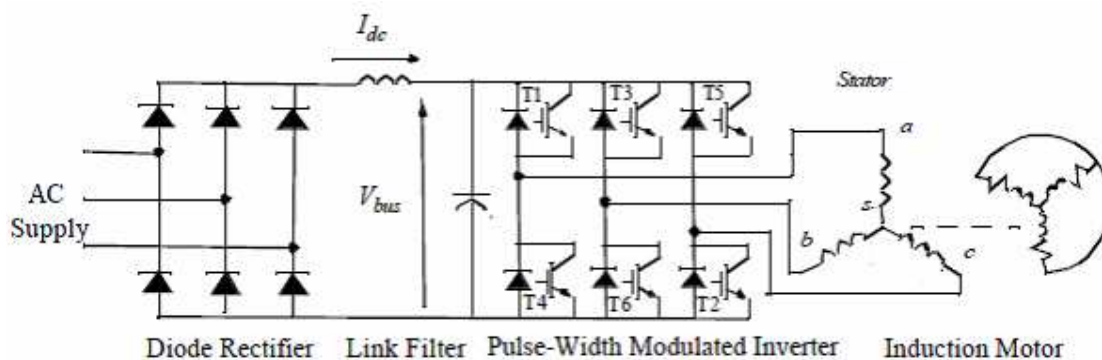 I_dc
Stator
T1 T3 T5
a
AC
Supply
V_bus
s
b
c
T4 T6 T2
Diode Rectifier Link Filter Pulse-Width Modulated Inverter Induction Motor